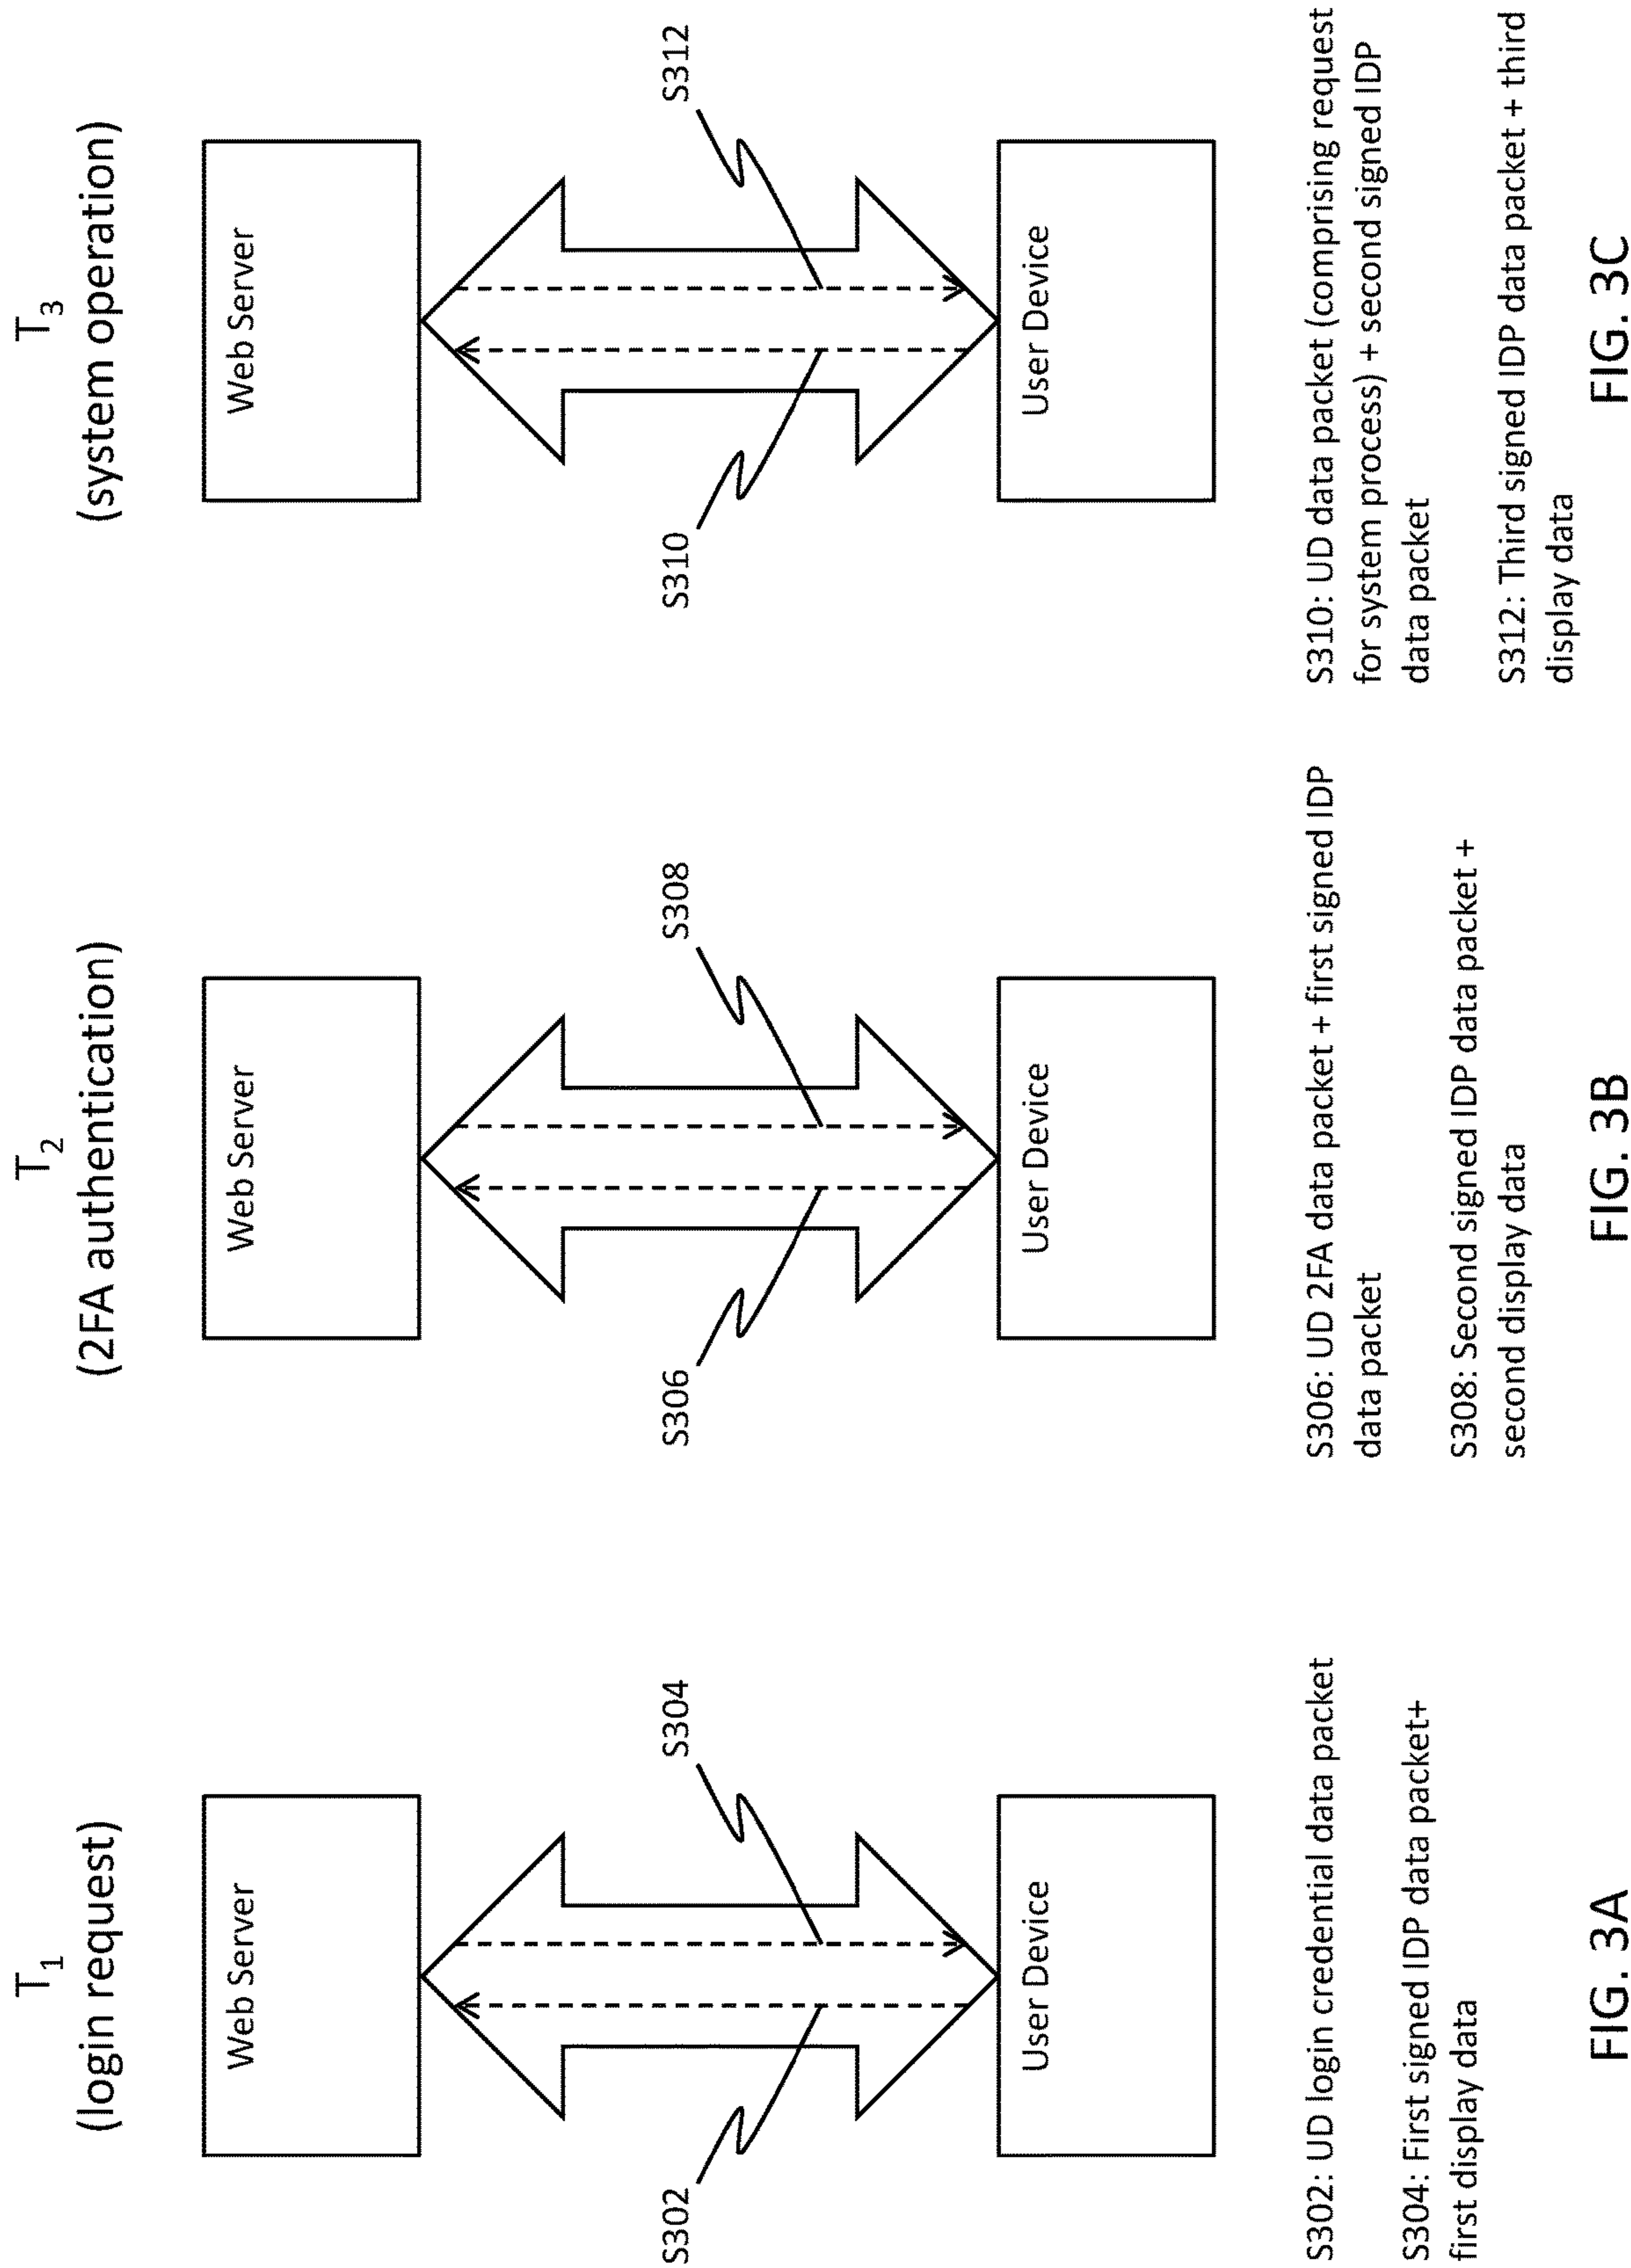 T1
(login request)
Web Server
S302
S304
User Device
S302: UD login credential data packet
S304: First signed IDP data packet+
first display data
FIG. 3A
T2
(2FA authentication)
Web Server
S306
S308
User Device
S306: UD 2FA data packet + first signed IDP
data packet
S308: Second signed IDP data packet +
second display data
FIG. 3B
T3
(system operation)
Web Server
S310
S312
User Device
S310: UD data packet (comprising request
for system process) + second signed IDP
data packet
S312: Third signed IDP data packet + third
display data
FIG. 3C